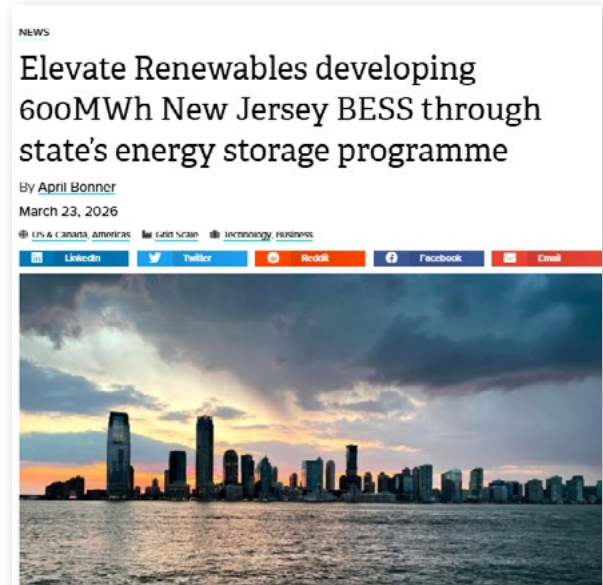 NEWS
Elevate Renewables developing
600MWh New Jersey BESS through
state's energy storage programme
By April Bonner
March 23, 2026
US & Canada, Americas Grid Scale Technology, Business
LinkedIn Twitter Reddit Facebook Email